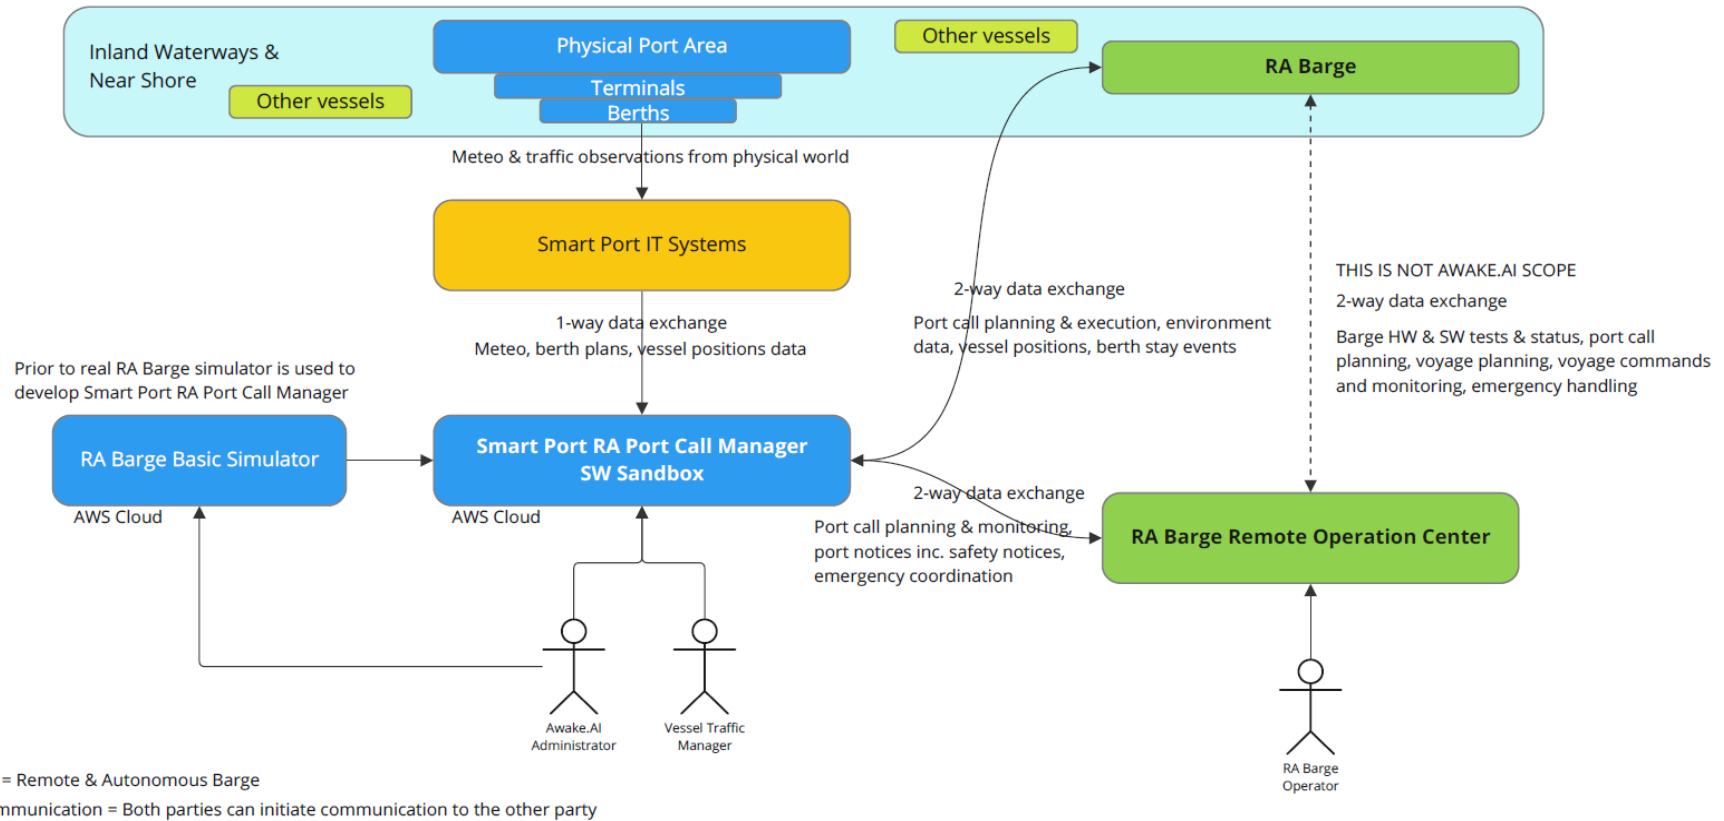 Inland Waterways &
Near Shore
Other vessels
Physical Port Area
Terminals
Berths
Other vessels
RA Barge
Meteo & traffic observations from physical world
Smart Port IT Systems
1-way data exchange
Meteo, berth plans, vessel positions data
2-way data exchange
Port call planning & execution, environment
data, vessel positions, berth stay events
THIS IS NOT AWAKE.AI SCOPE
2-way data exchange
Barge HW & SW tests & status, port call
planning, voyage planning, voyage commands
and monitoring, emergency handling
Prior to real RA Barge simulator is used to
develop Smart Port RA Port Call Manager
RA Barge Basic Simulator
AWS Cloud
Smart Port RA Port Call Manager
SW Sandbox
AWS Cloud
2-way data exchange
Port call planning & monitoring,
port notices inc. safety notices,
emergency coordination
RA Barge Remote Operation Center
Awake.AI
Administrator
Vessel Traffic
Manager
RA Barge
Operator
= Remote & Autonomous Barge
mmunication = Both parties can initiate communication to the other party